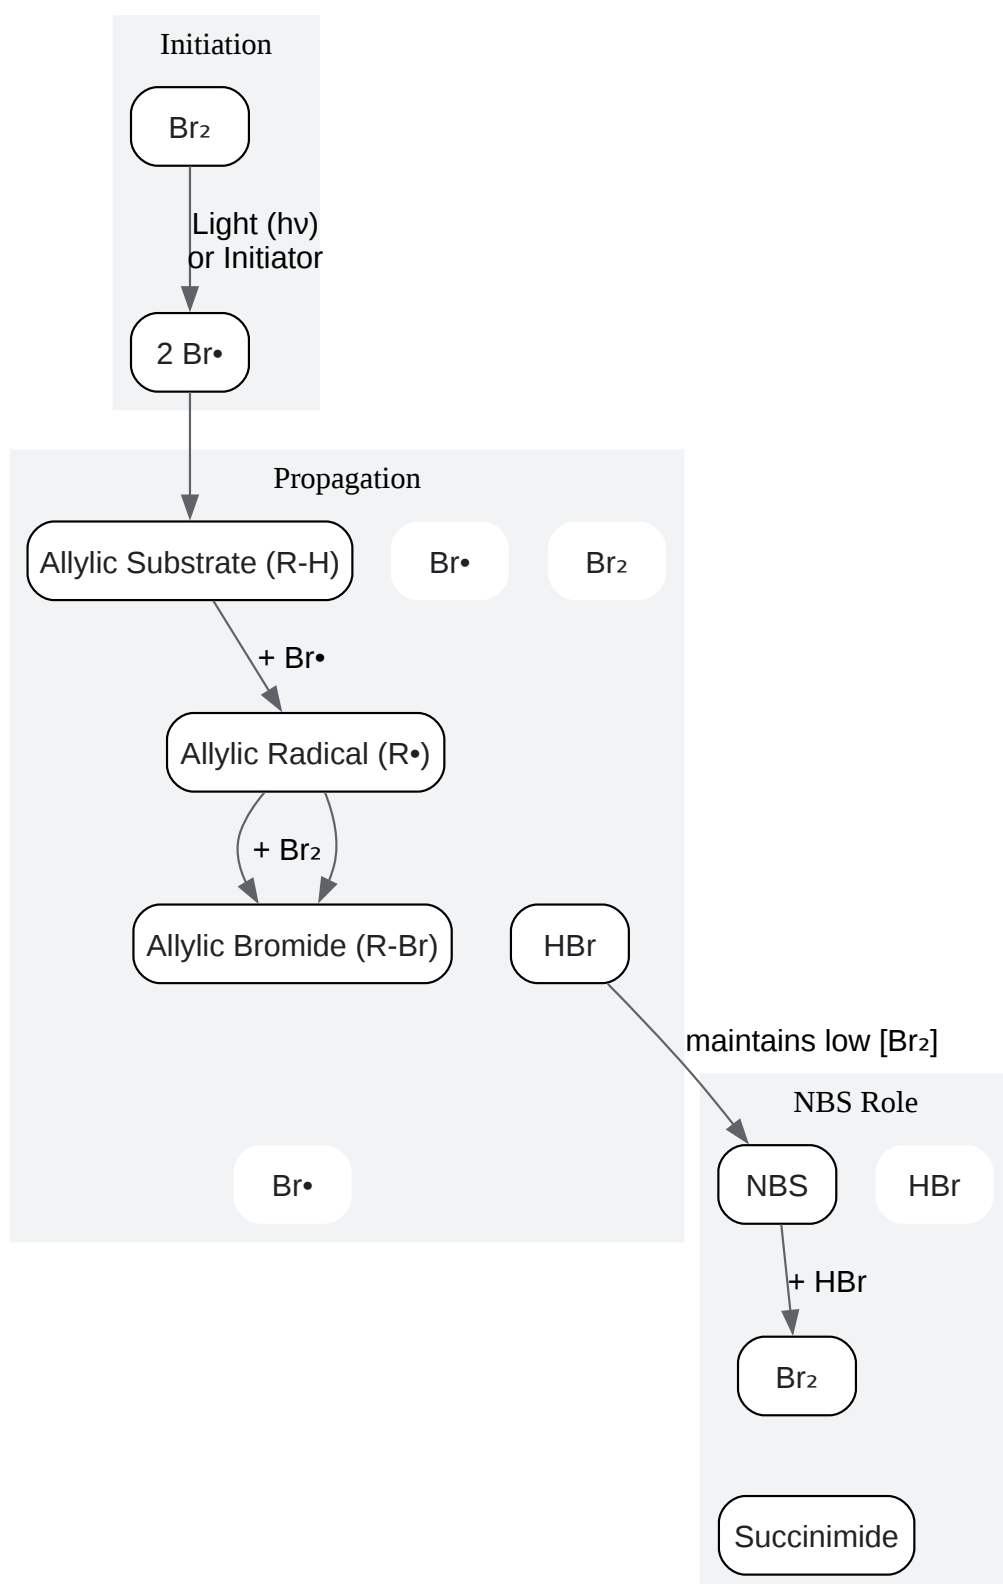 Initiation
Br₂
Light (hν)
or Initiator
2 Br•
Propagation
Allylic Substrate (R-H)
Br•
Br₂
+ Br•
Allylic Radical (R•)
+ Br₂
Allylic Bromide (R-Br)
HBr
maintains low [Br₂]
NBS Role
Br•
NBS
HBr
+ HBr
Br₂
Succinimide